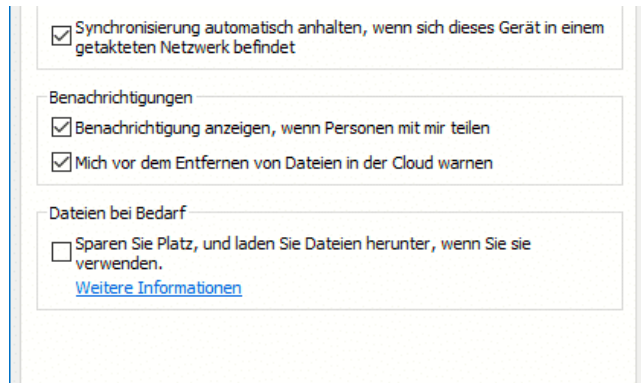 Synchronisierung automatisch anhalten, wenn sich dieses Gerät in einem
getakteten Netzwerk befindet
Benachrichtigungen
Benachrichtigung anzeigen, wenn Personen mit mir teilen
Mich vor dem Entfernen von Dateien in der Cloud warnen
Dateien bei Bedarf
Sparen Sie Platz, und laden Sie Dateien herunter, wenn Sie sie
verwenden.
Weitere Informationen